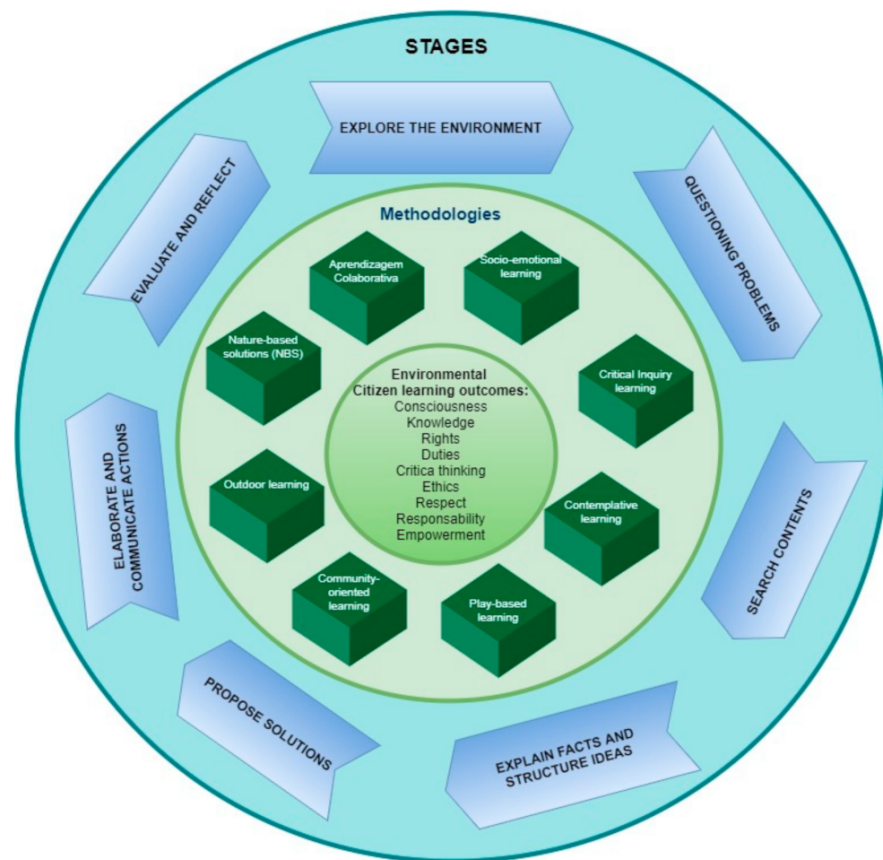 STAGES
EXPLORE THE ENVIRONMENT
QUESTIONING PROBLEMS
SEARCH CONTENTS
EXPLAIN FACTS AND
STRUCTURE IDEAS
PROPOSE SOLUTIONS
ELABORATE AND
COMMUNICATE ACTIONS
EVALUATE AND REFLECT
Methodologies
Aprendizagem
Colaborativa
Socio-emotional
learning
Critical Inquiry
learning
Contemplative
learning
Play-based
learning
Community-
oriented
learning
Outdoor learning
Nature-based
solutions (NBS)
Environmental
Citizen learning outcomes:
Consciousness
Knowledge
Rights
Duties
Critica thinking
Ethics
Respect
Responsability
Empowerment